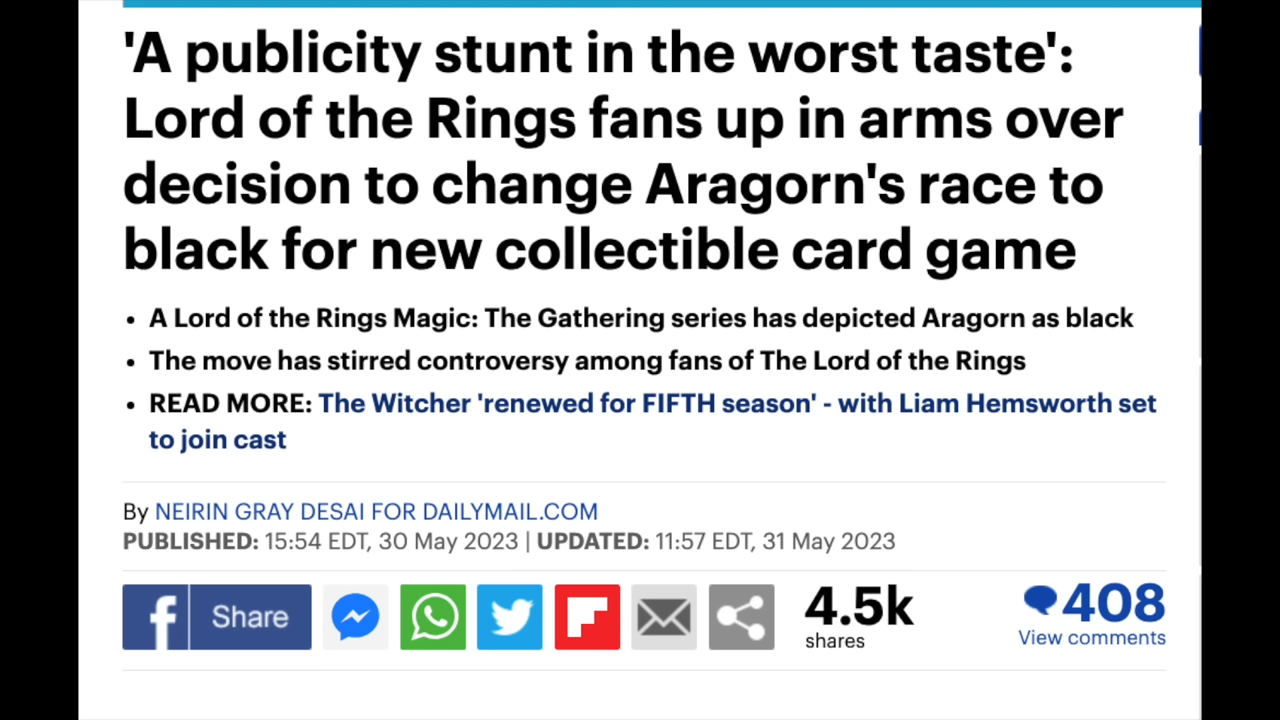 'A publicity stunt in the worst taste':
Lord of the Rings fans up in arms over
decision to change Aragorn's race to
black for new collectible card game
• A Lord of the Rings Magic: The Gathering series has depicted Aragorn as black
• The move has stirred controversy among fans of The Lord of the Rings
• READ MORE: The Witcher 'renewed for FIFTH season' - with Liam Hemsworth set
to join cast
By NEIRIN GRAY DESAI FOR DAILYMAIL.COM
PUBLISHED: 15:54 EDT, 30 May 2023 | UPDATED: 11:57 EDT, 31 May 2023
Share
4.5k
shares
408
View comments